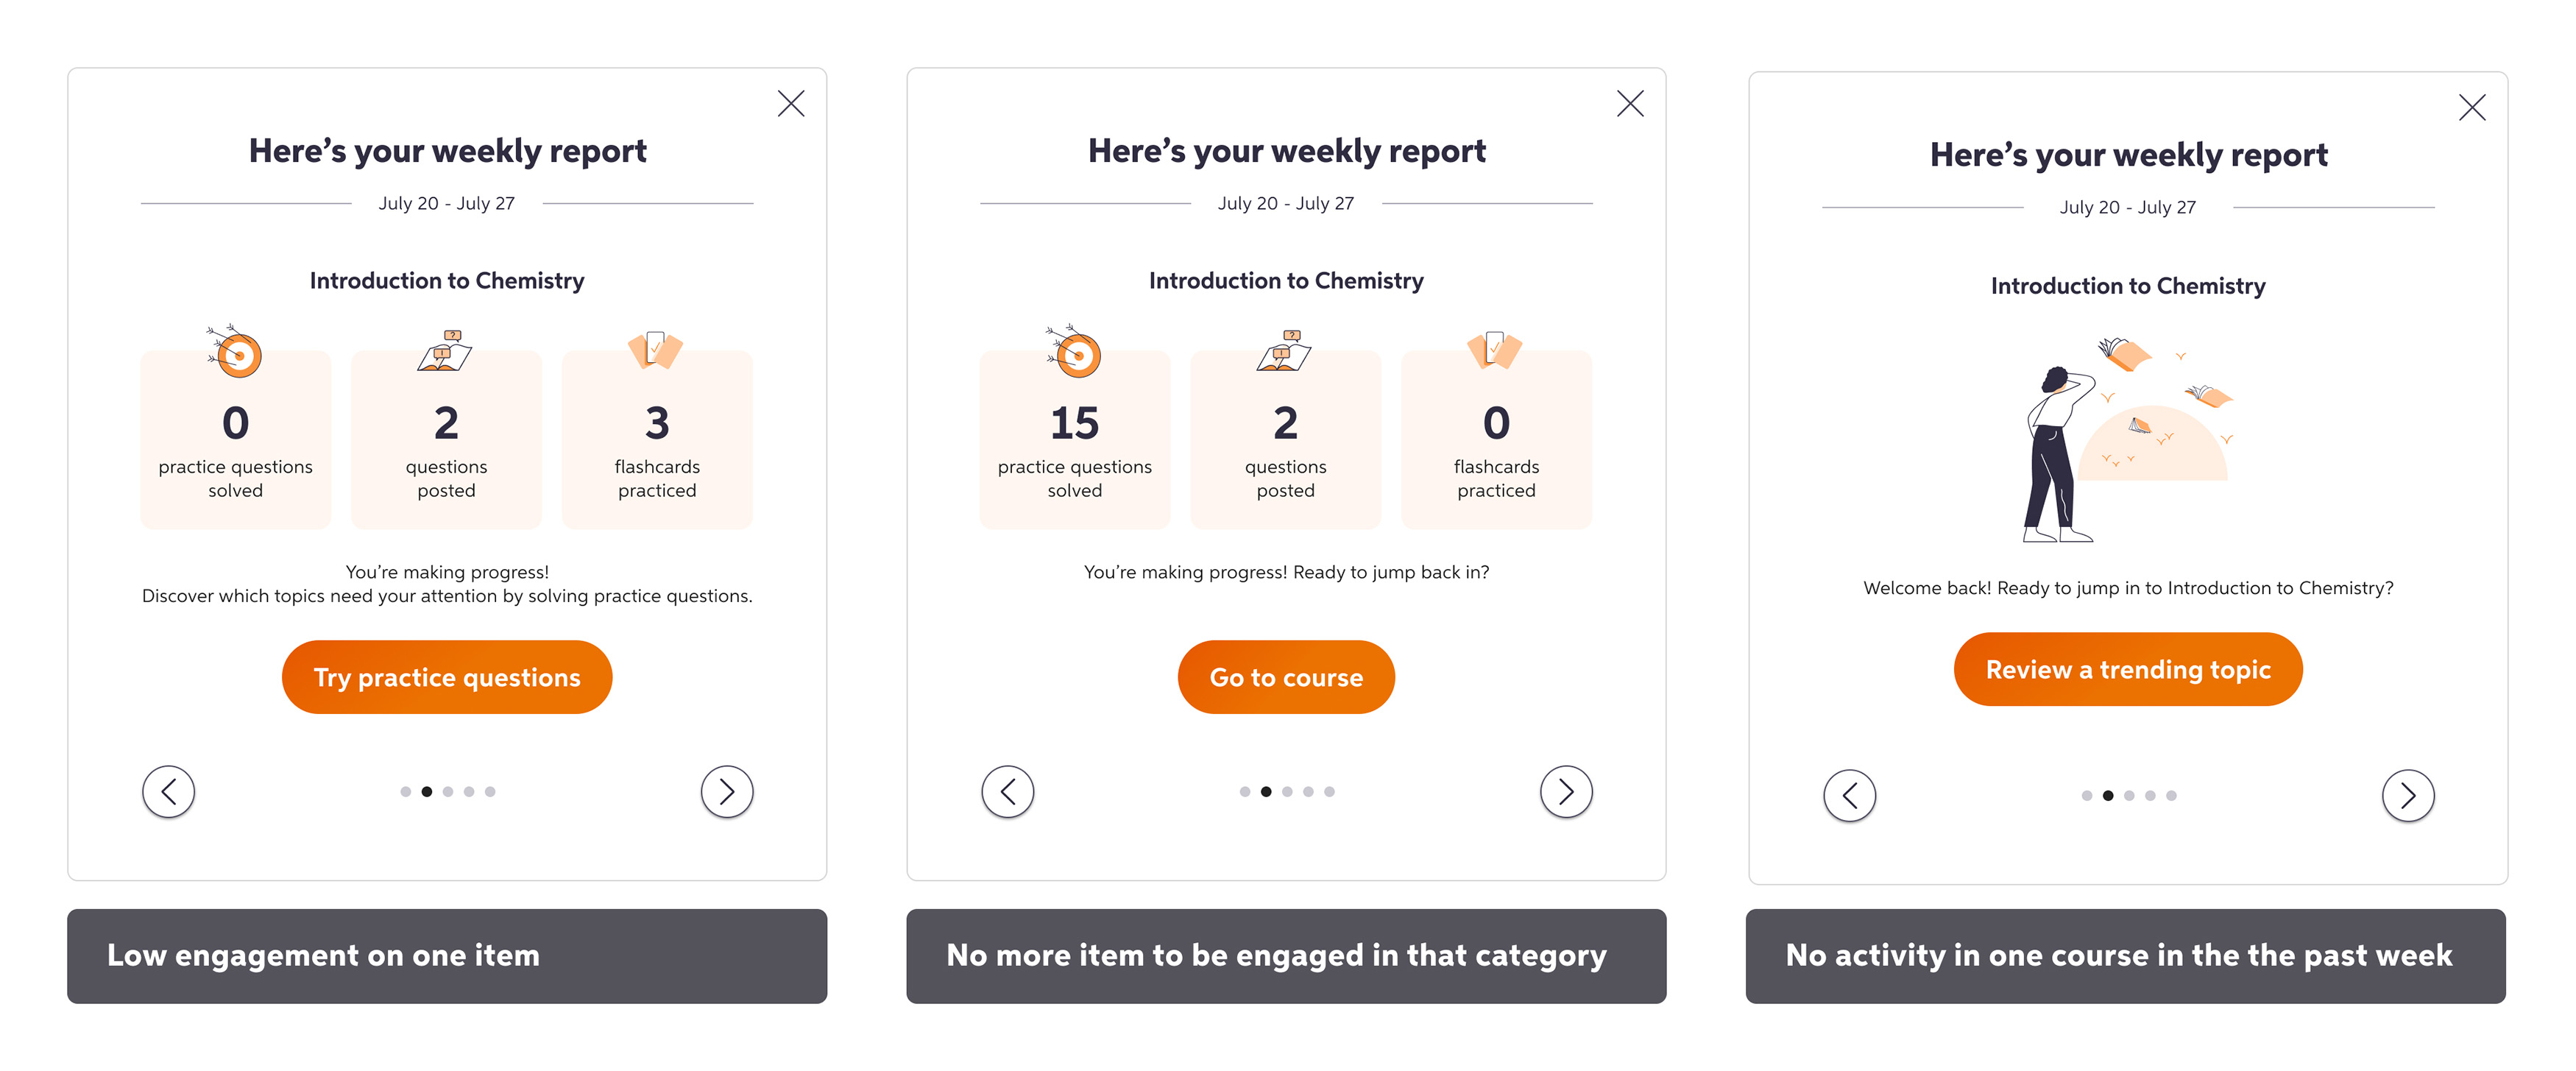 Here's your weekly report
July 20 - July 27
Introduction to Chemistry
0
practice questions
solved
2
questions
posted
3
flashcards
practiced
You're making progress!
Discover which topics need your attention by solving practice questions.
Try practice questions
Low engagement on one item
Here's your weekly report
July 20 - July 27
Introduction to Chemistry
15
practice questions
solved
2
questions
posted
0
flashcards
practiced
You're making progress! Ready to jump back in?
Go to course
No more item to be engaged in that category
Here's your weekly report
July 20 - July 27
Introduction to Chemistry
Welcome back! Ready to jump in to Introduction to Chemistry?
Review a trending topic
No activity in one course in the the past week